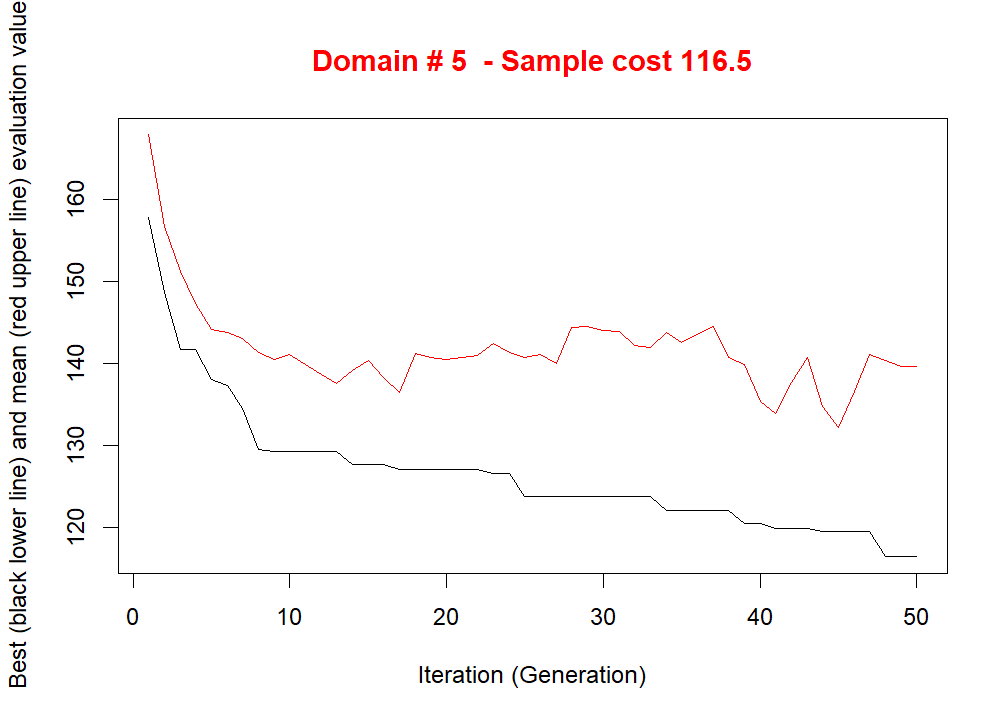 Domain # 5  - Sample cost 116.5
Best (black lower line) and mean (red upper line) evaluation value
160
150
140
130
120
0 10 20 30 40 50
Iteration (Generation)